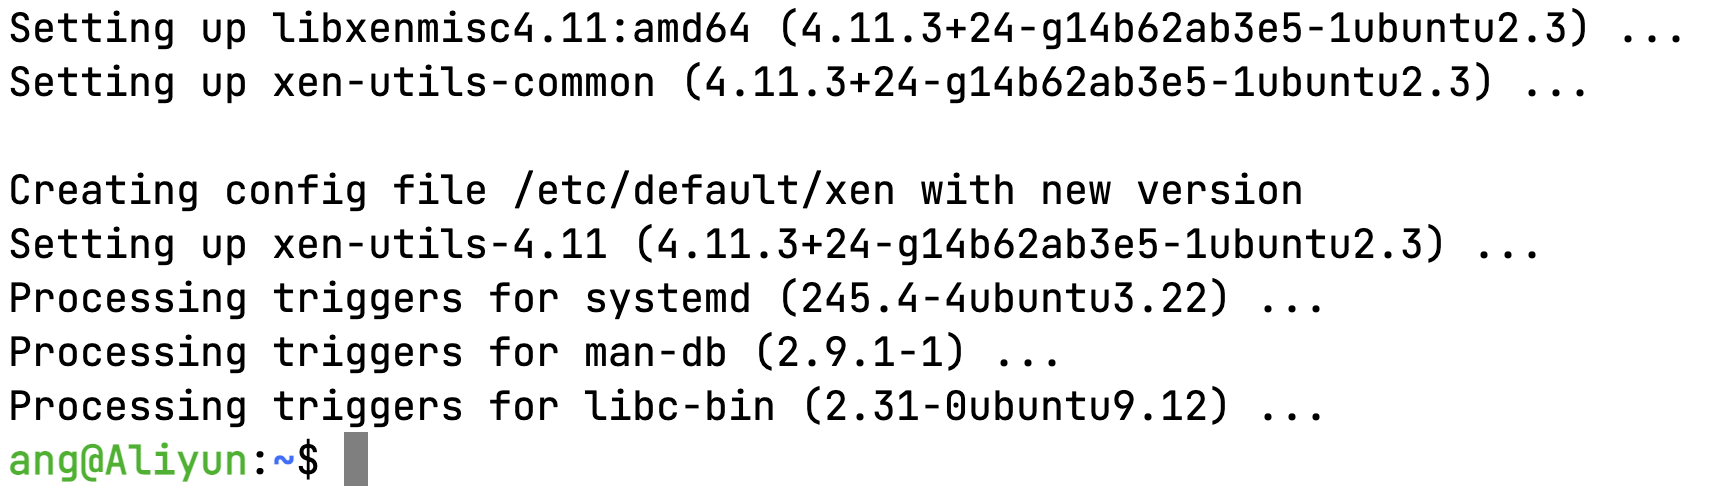 Setting up libxenmisc4.11:amd64 (4.11.3+24-g14b62ab3e5-1ubuntu2.3) ...
Setting up xen-utils-common (4.11.3+24-g14b62ab3e5-1ubuntu2.3) ...
Creating config file /etc/default/xen with new version
Setting up xen-utils-4.11 (4.11.3+24-g14b62ab3e5-1ubuntu2.3) ...
Processing triggers for systemd (245.4-4ubuntu3.22) ...
Processing triggers for man-db (2.9.1-1) ...
Processing triggers for libc-bin (2.31-0ubuntu9.12) ...
ang@Aliyun:~$